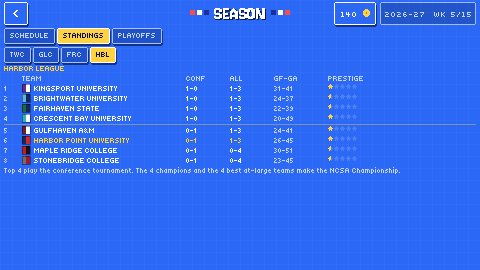 SEASON
140
2026-27 WK 5/15
SCHEDULE STANDINGS PLAYOFFS
TWC GLC FRC HBL
HARBOR LEAGUE
TEAM CONF ALL GF-GA PRESTIGE
1 KINGSPORT UNIVERSITY 1-0 1-3 31-41
2 BRIGHTWATER UNIVERSITY 1-0 1-3 24-37
3 FAIRHAVEN STATE 1-0 1-3 22-39
4 CRESCENT BAY UNIVERSITY 1-0 1-3 20-49
5 GULFHAVEN A&M 0-1 1-3 24-41
6 HARBOR POINT UNIVERSITY 0-1 1-3 26-45
7 MAPLE RIDGE COLLEGE 0-1 0-4 30-51
8 STONEBRIDGE COLLEGE 0-1 0-4 23-45
Top 4 play the conference tournament. The 4 champions and the 4 best at-large teams make the NCSA Championship.